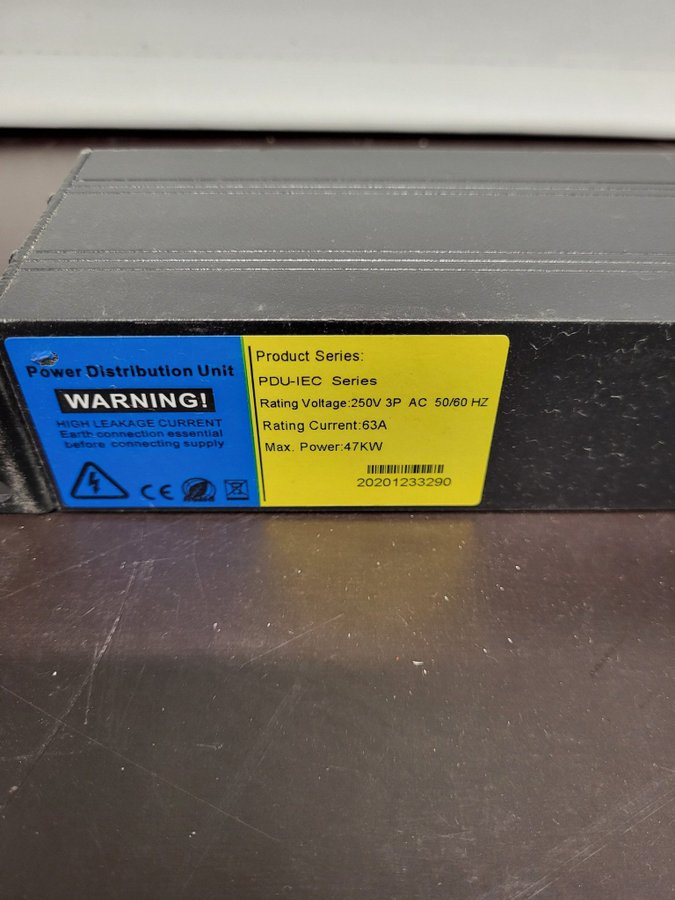 Power Distribution Unit
WARNING!
HIGH LEAKAGE CURRENT
Earth connection essential
before connecting supply
CE
Product Series:
PDU-IEC Series
Rating Voltage:250V 3P AC 50/60 HZ
Rating Current:63A
Max. Power:47KW
20201233290